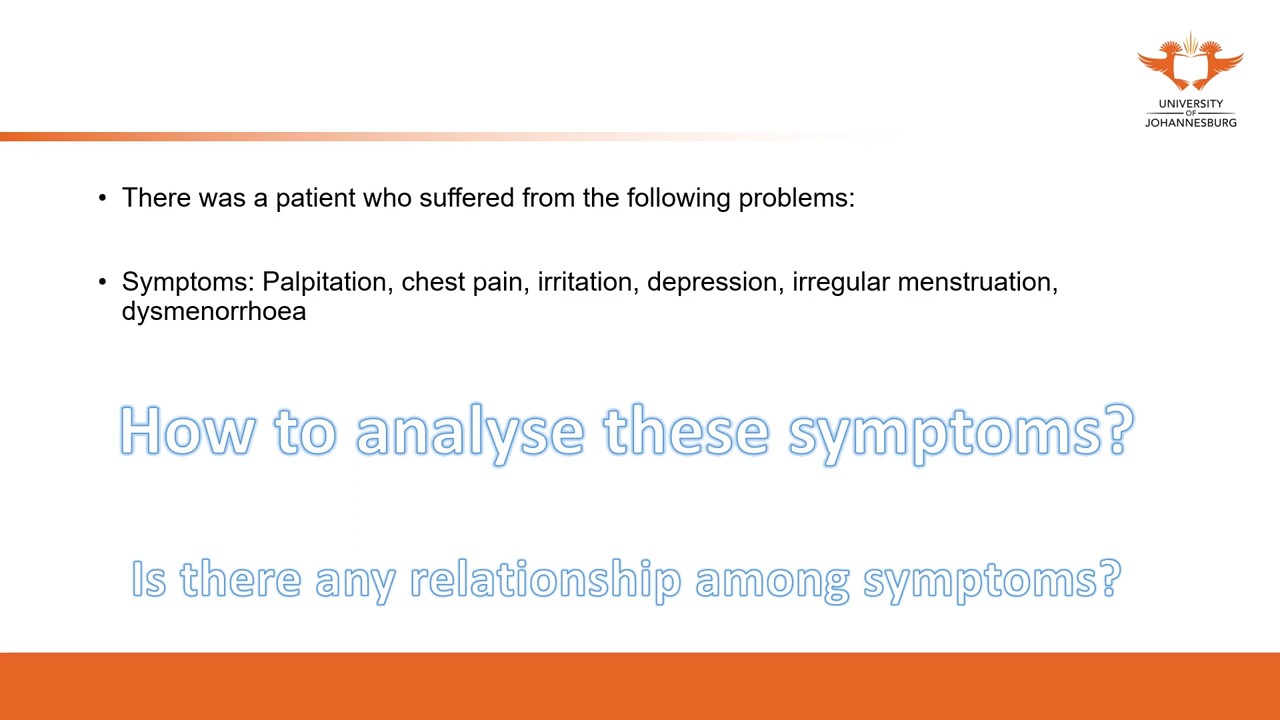 UNIVERSITY
OF
JOHANNESBURG
• There was a patient who suffered from the following problems:
• Symptoms: Palpitation, chest pain, irritation, depression, irregular menstruation,
dysmenorrhoea
How to analyse these symptoms?
Is there any relationship among symptoms?